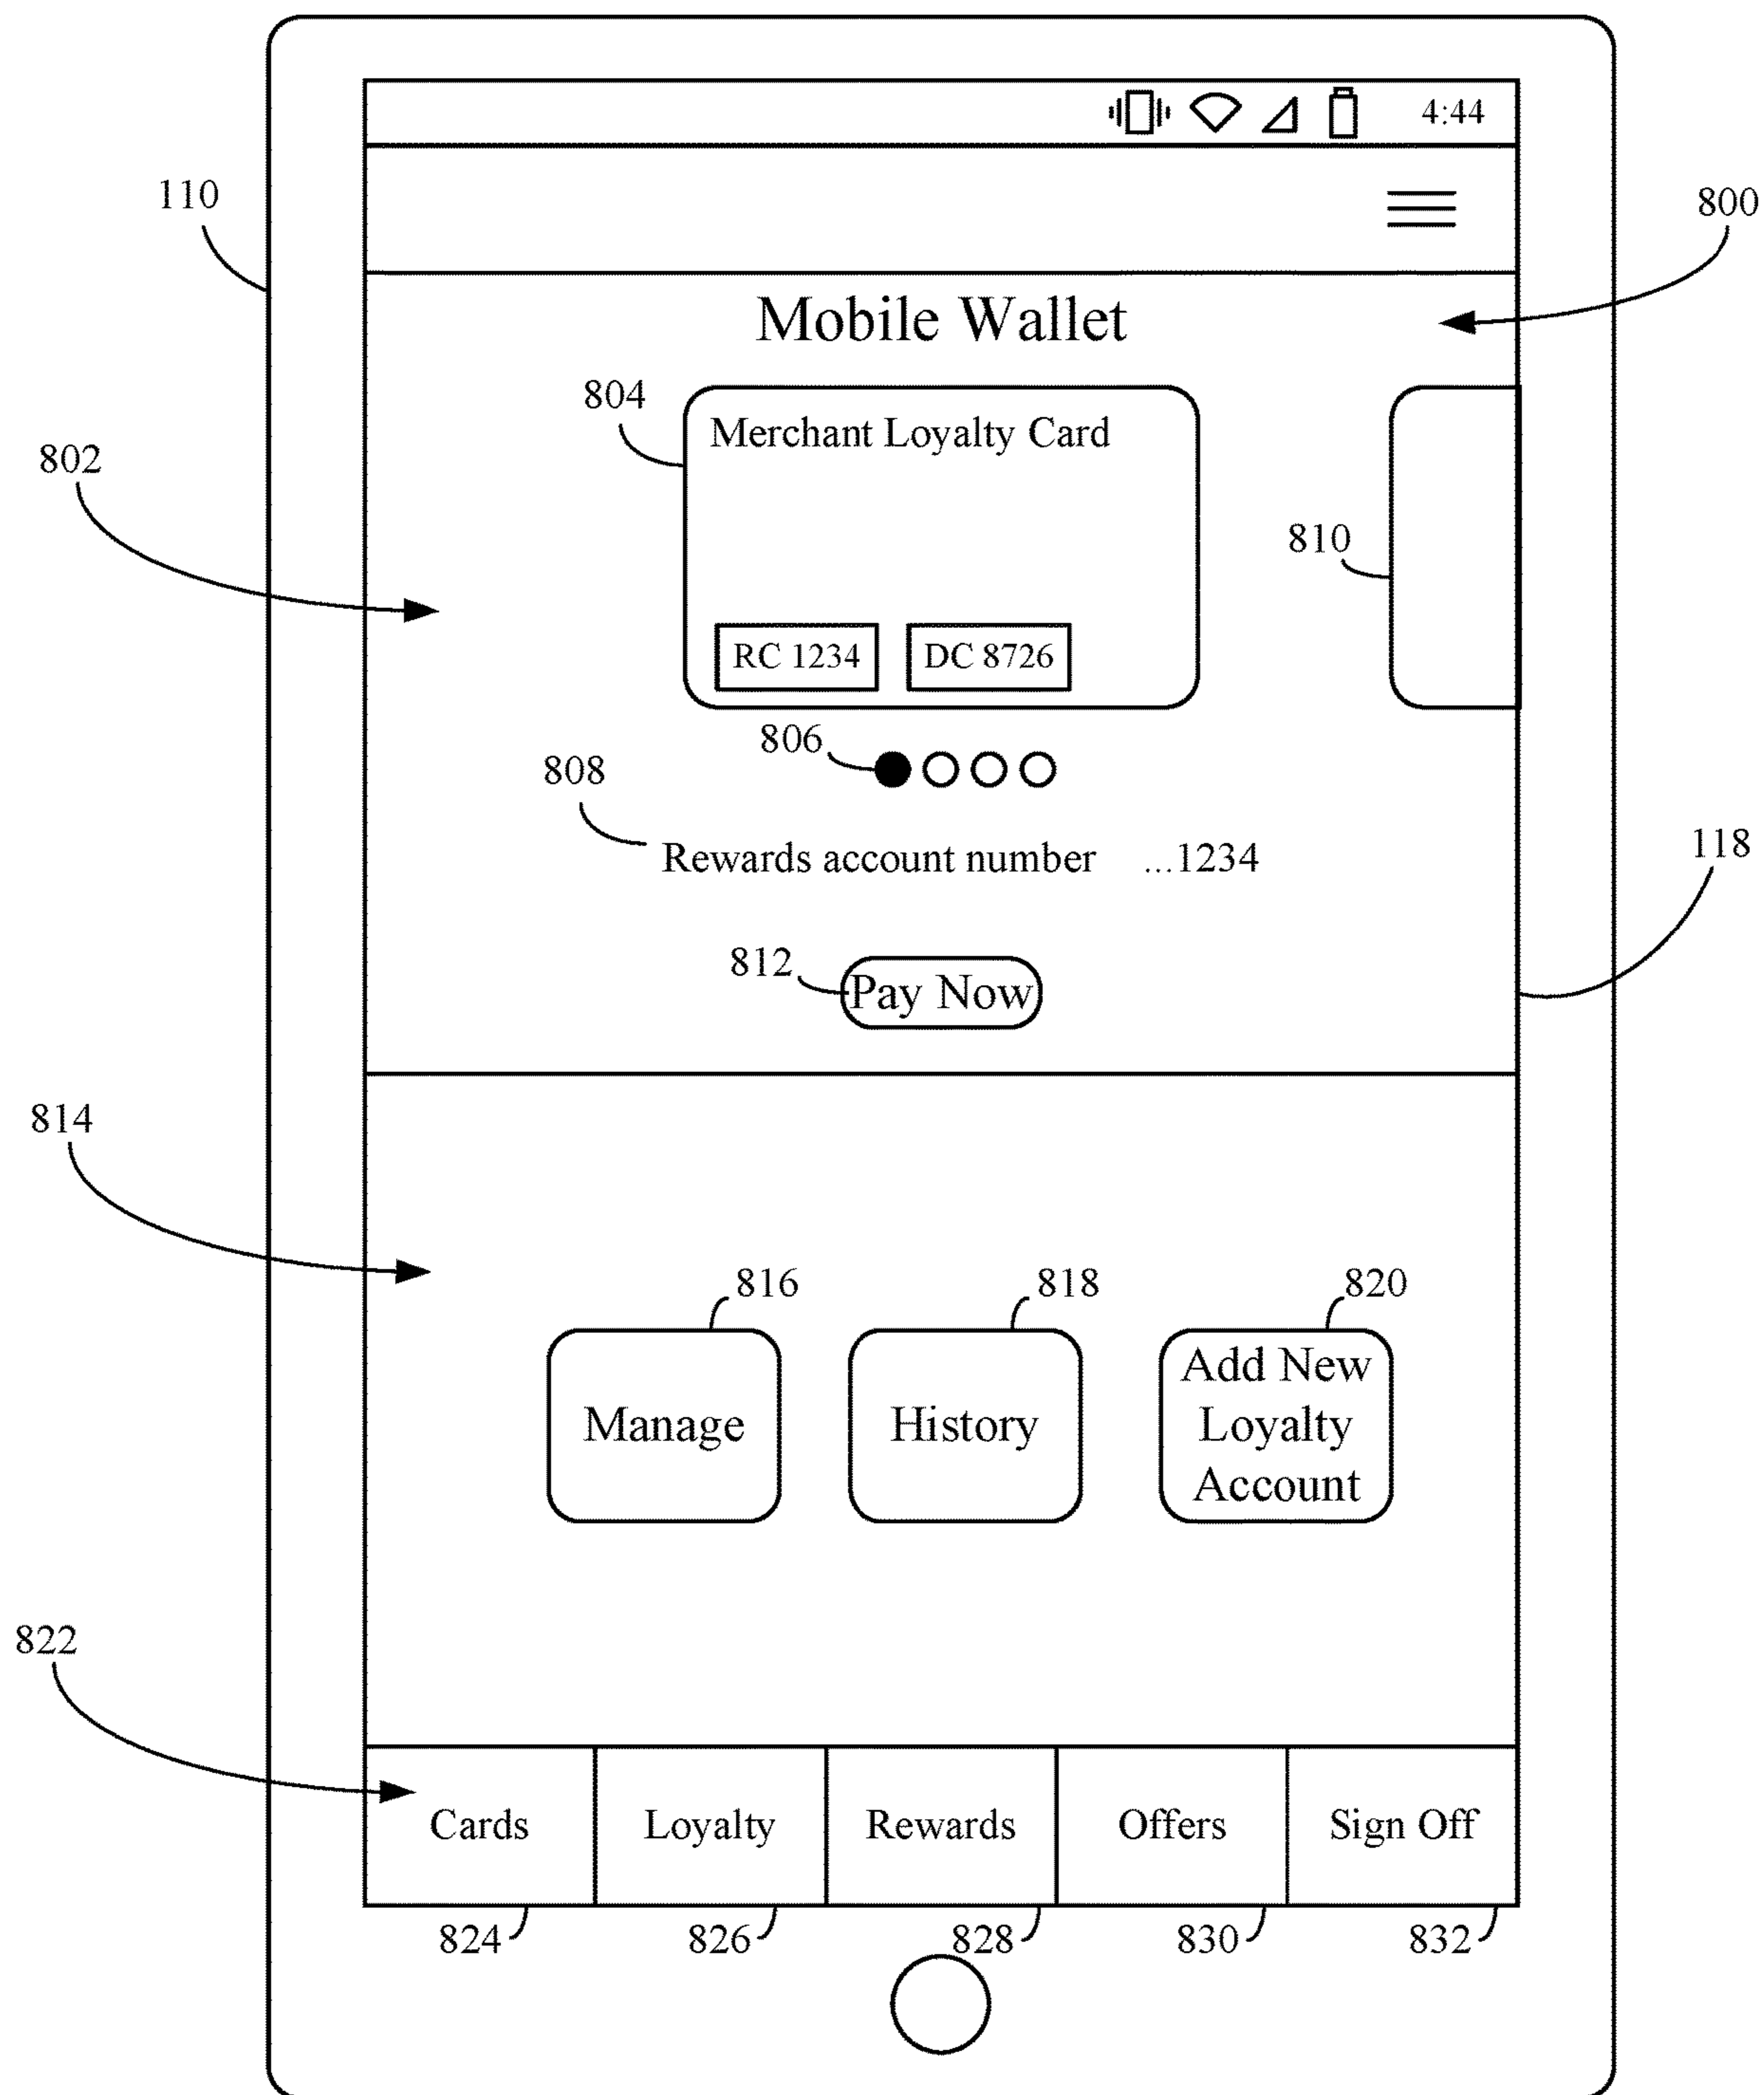 4:44
110
800
Mobile Wallet
804
Merchant Loyalty Card
802
810
RC 1234 DC 8726
806
808
Rewards account number ...1234
118
812
Pay Now
814
816 818 820
Manage
History
Add New
Loyalty
Account
822
Cards Loyalty Rewards Offers Sign Off
824 826 828 830 832